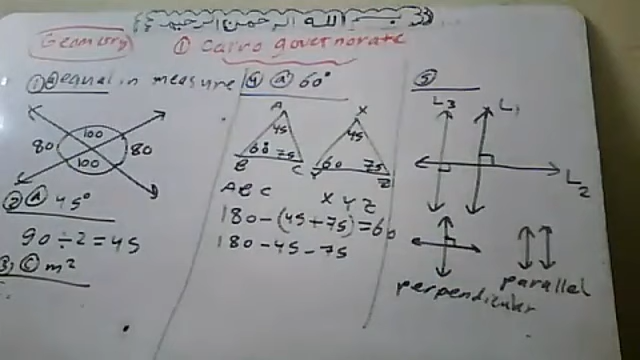 بسم الله الرحمن الرحيم
Geometry
① Cairo governorate
① ⓐ equal in measure
100
80
80
100
② ⓐ 45°
90 ÷ 2 = 45
3, ⓒ m²
④ ⓐ 60°
A
45
60
75
B
C
X
45
60
75
Y
Z
ABC
XYZ
180 - (45 + 75) = 60
180 - 45 - 75
⑤
L3
L1
L2
perpendicular
parallel